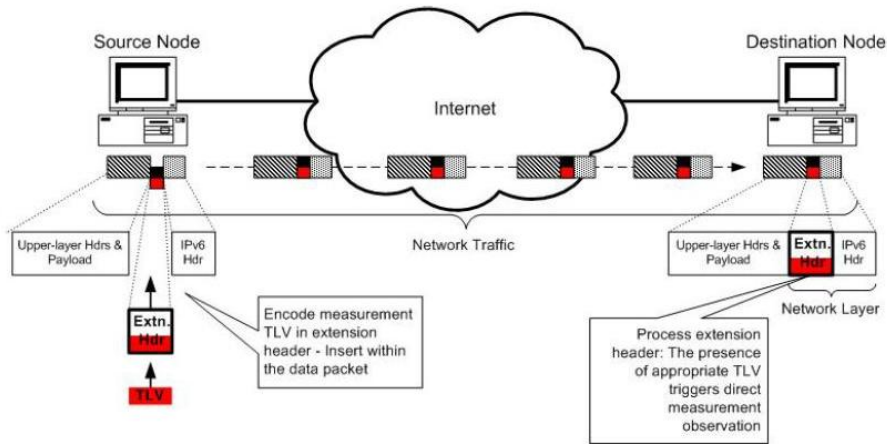 Source Node
Destination Node
Internet
Network Traffic
Upper-layer Hdrs &
Payload
IPv6
Hdr
Upper-layer Hdrs &
Payload
Extn.
Hdr
IPv6
Hdr
Network Layer
Extn.
Hdr
TLV
Encode measurement
TLV in extension
header - Insert within
the data packet
Process extension
header: The presence
of appropriate TLV
triggers direct
measurement
observation